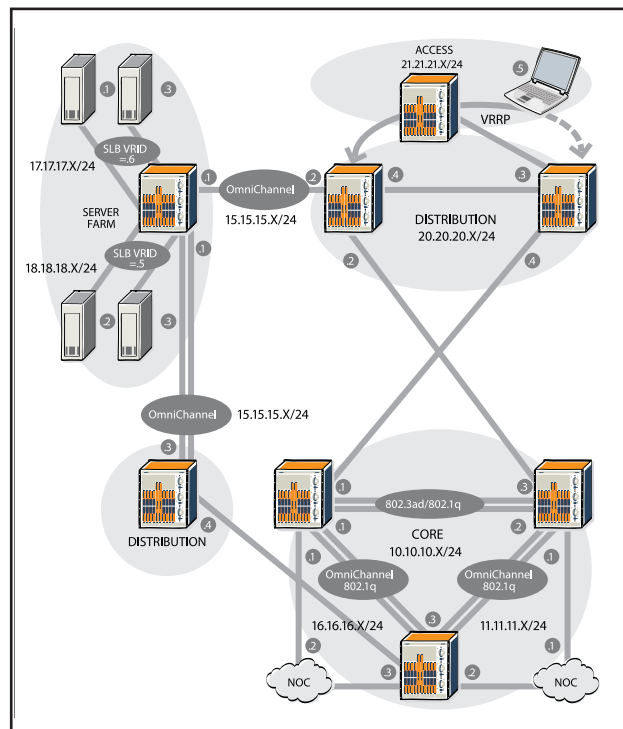 ACCESS
21.21.21.X/24
.5
VRRP
.1
.3
SLB VRID
=.6
17.17.17.X/24
SERVER
FARM
.1
OmniChannel
.2
15.15.15.X/24
.4
.3
DISTRIBUTION
20.20.20.X/24
SLB VRID
=.5
18.18.18.X/24
.1
.2
.4
.2
.3
OmniChannel
15.15.15.X/24
.3
DISTRIBUTION
.4
.1
802.3ad/802.1q
.3
.1
CORE
10.10.10.X/24
.2
.1
OmniChannel
802.1q
OmniChannel
802.1q
.1
16.16.16.X/24
.3
11.11.11.X/24
.2
.1
NOC
.3
.2
NOC